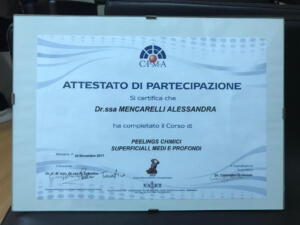 CIMA
ATTESTATO DI PARTECIPAZIONE
Si certifica che
Dr.ssa MENCARELLI ALESSANDRA
ha completato il Corso di
PEELINGS CHIMICI
SUPERFICIALI, MEDI E PROFONDI
2017